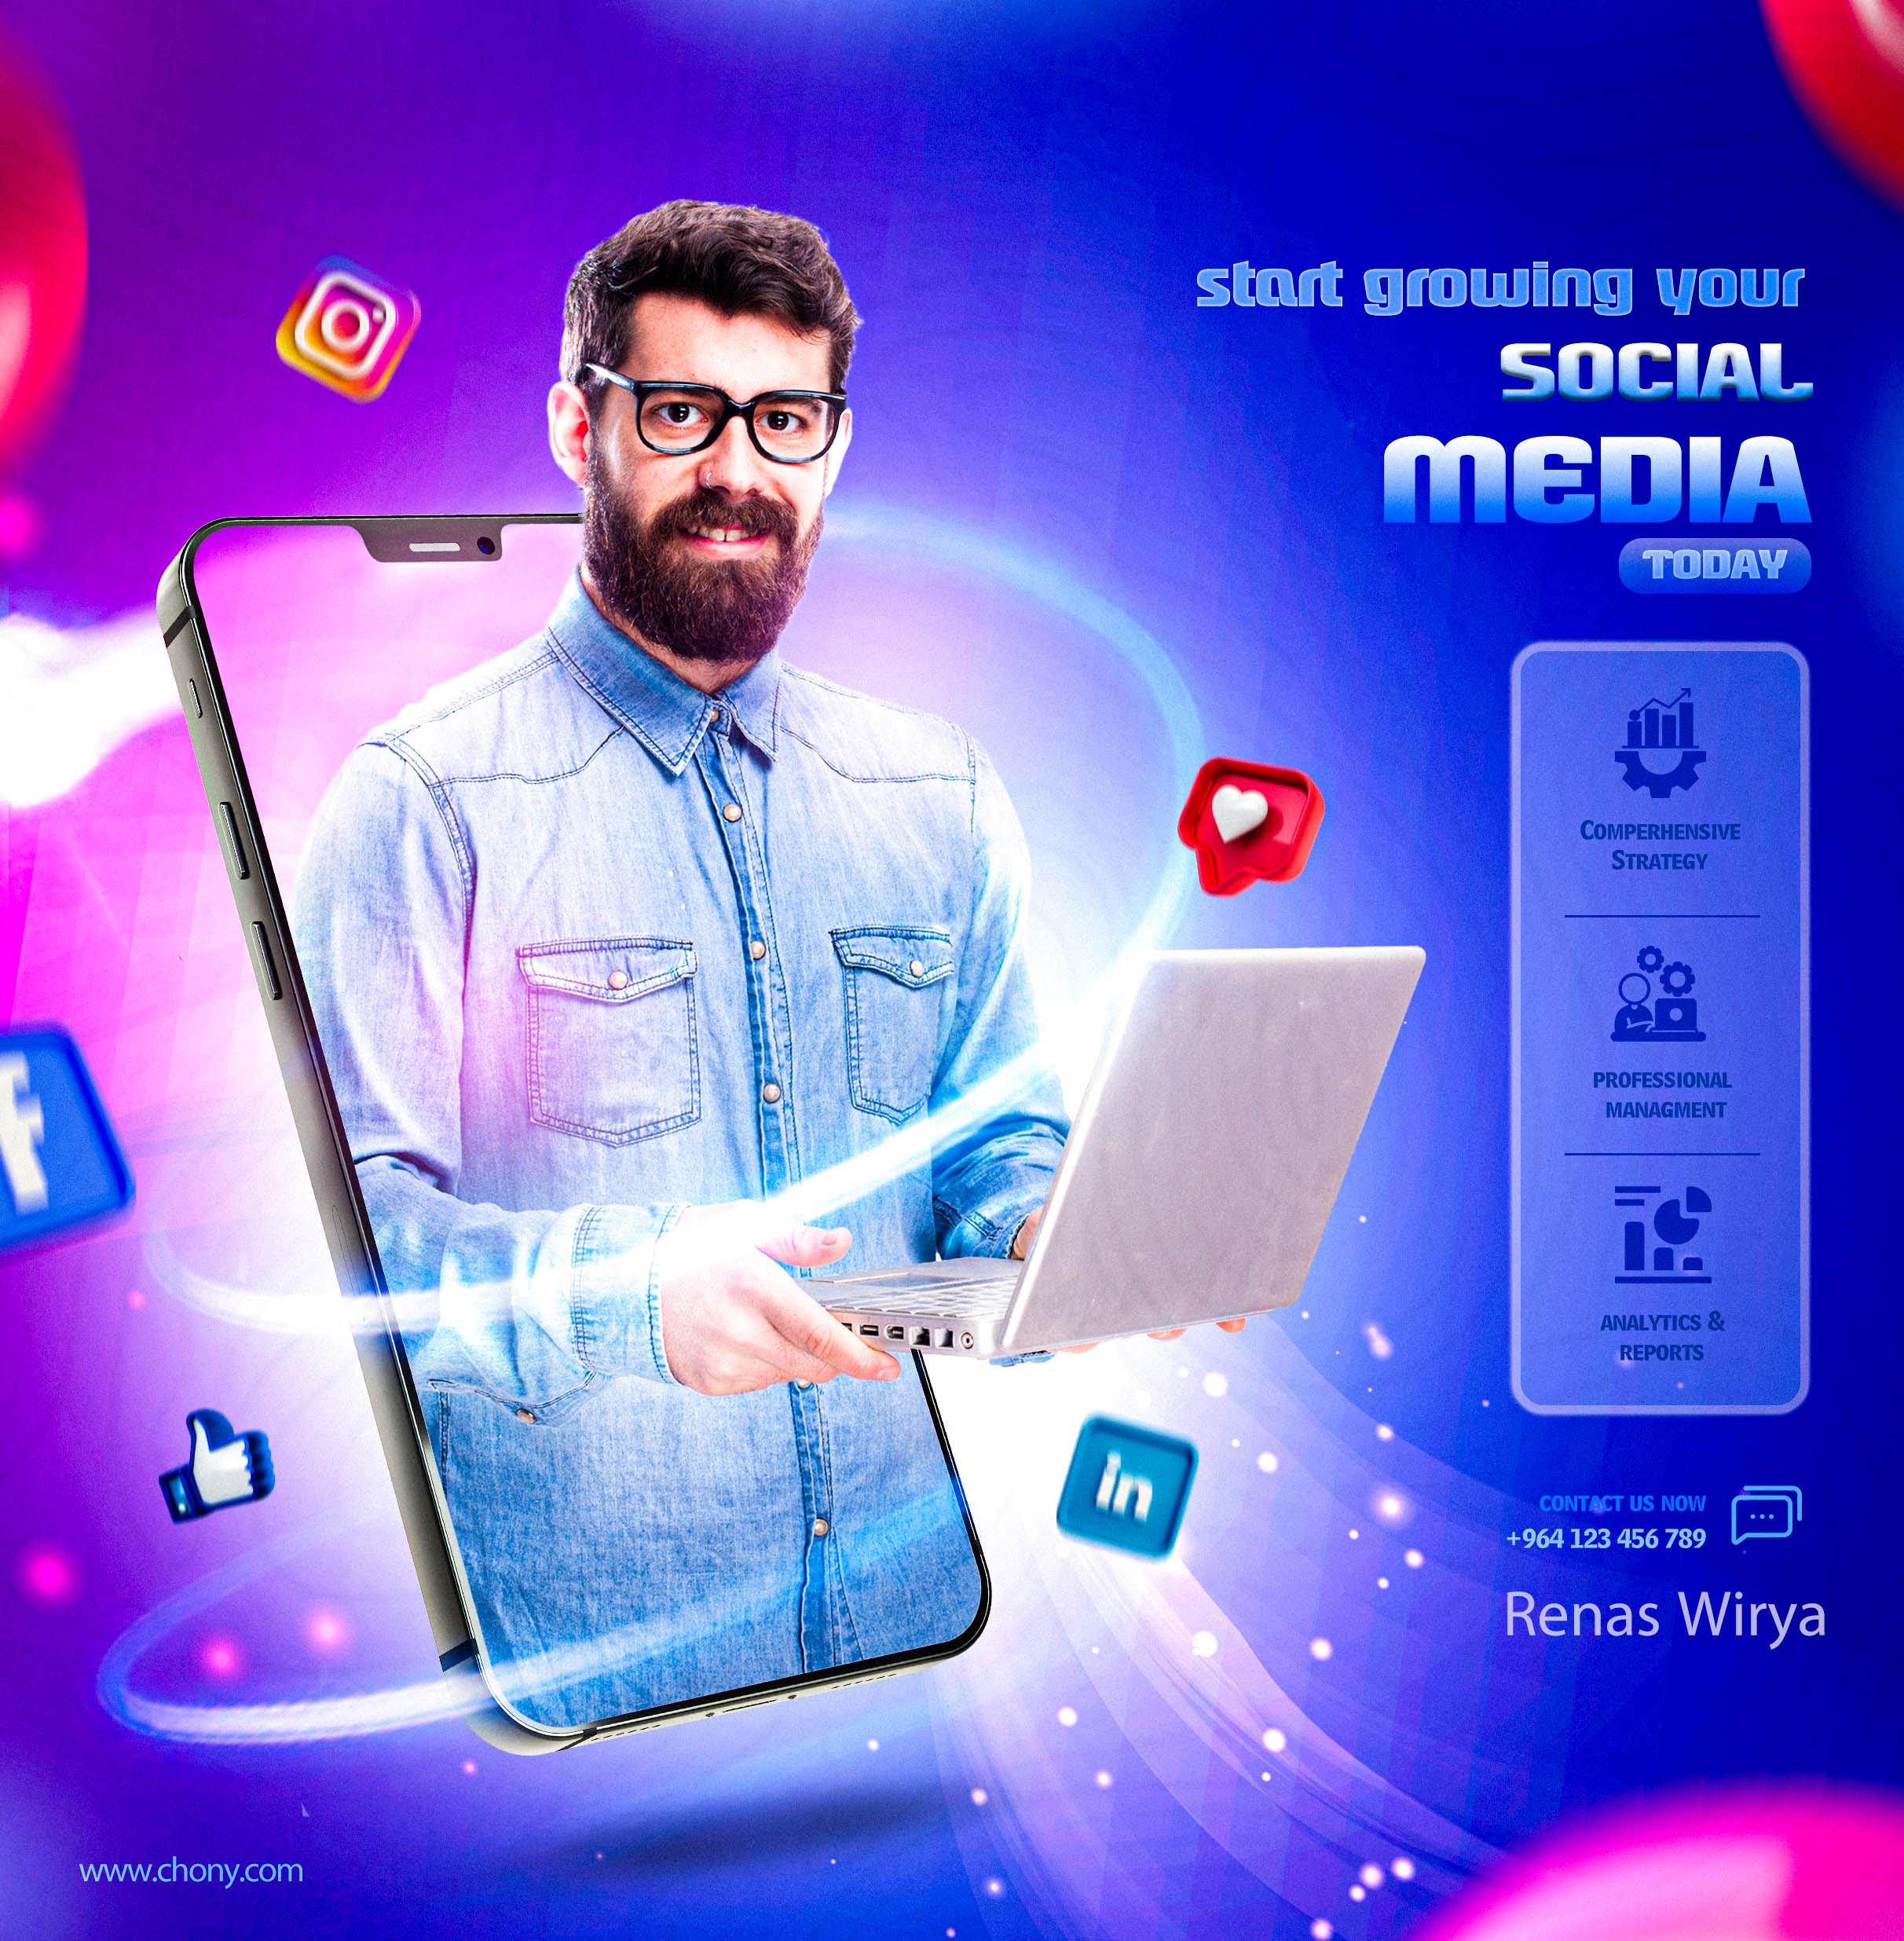 start growing your
SOCIAL
MEDIA
TODAY
COMPERHENSIVE
STRATEGY
PROFESSIONAL
MANAGMENT
ANALYTICS &
REPORTS
f
in
CONTACT US NOW
+964 123 456 789
Renas Wirya
www.chony.com